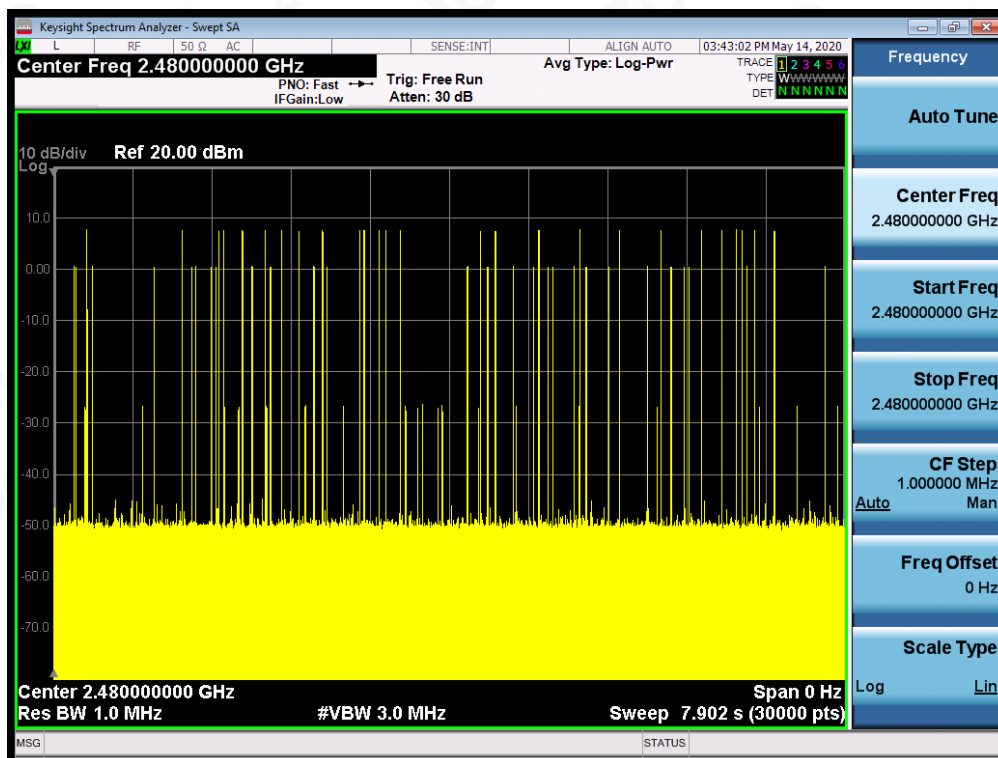 Keysight Spectrum Analyzer - Swept SA
LXI L RF 50 Ω AC SENSE:INT ALIGN AUTO 03:43:02 PM May 14, 2020
Center Freq 2.480000000 GHz
PNO: Fast
IFGain:Low
Trig: Free Run
Atten: 30 dB
Avg Type: Log-Pwr
TRACE 1 2 3 4 5 6
TYPE WWWWWWW
DET N N N N N N
10 dB/div Ref 20.00 dBm
Log
10.0
0.00
-10.0
-20.0
-30.0
-40.0
-50.0
-60.0
-70.0
Center 2.480000000 GHz Span 0 Hz
Res BW 1.0 MHz #VBW 3.0 MHz Sweep 7.902 s (30000 pts)
MSG STATUS
Frequency
Auto Tune
Center Freq
2.480000000 GHz
Start Freq
2.480000000 GHz
Stop Freq
2.480000000 GHz
CF Step
1.000000 MHz
Auto Man
Freq Offset
0 Hz
Scale Type
Log Lin